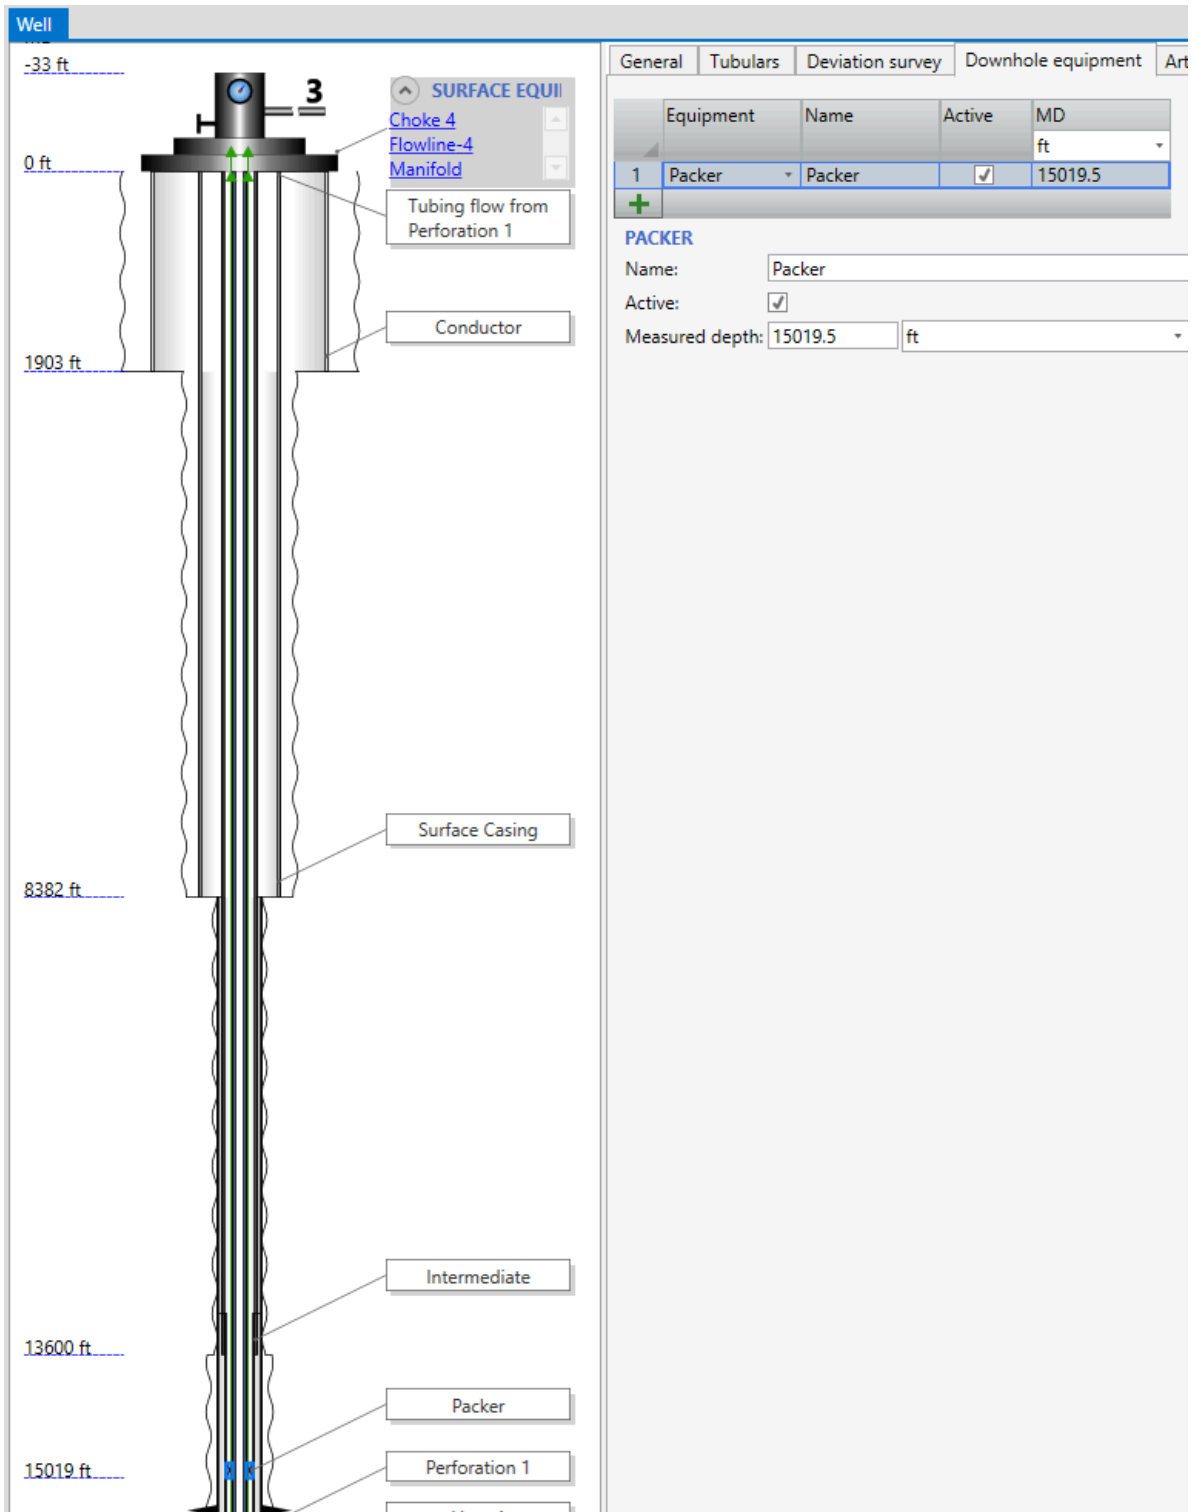 Well
-33 ft
3
SURFACE EQUI
Choke 4
Flowline-4
Manifold
0 ft
Tubing flow from
Perforation 1
Conductor
1903 ft
Surface Casing
8382 ft
Intermediate
13600 ft
Packer
15019 ft
Perforation 1
General Tubulars Deviation survey Downhole equipment Art
Equipment Name Active MD
ft
1 Packer Packer 15019.5
PACKER
Name: Packer
Active:
Measured depth: 15019.5 ft